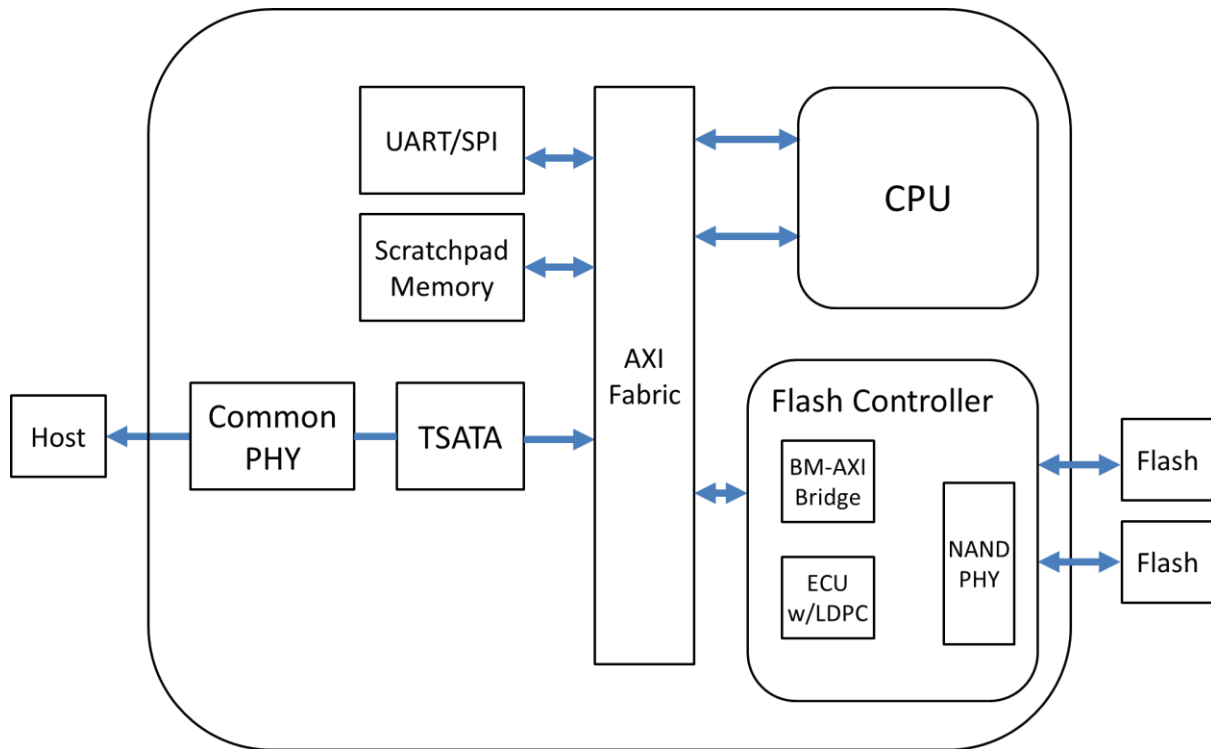 UART/SPI
Scratchpad
Memory
Host
Common
PHY
TSATA
AXI
Fabric
CPU
Flash Controller
BM-AXI
Bridge
ECU
w/LDPC
NAND
PHY
Flash
Flash